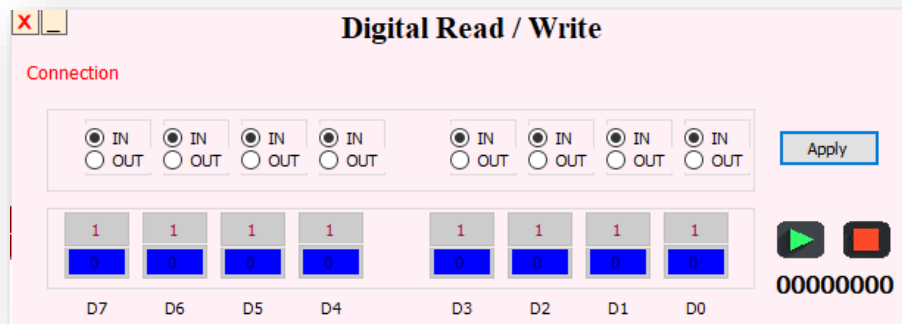 X _
Digital Read / Write
Connection
IN IN IN IN IN IN IN IN
OUT OUT OUT OUT OUT OUT OUT OUT
Apply
1 1 1 1 1 1 1 1
0 0 0 0 0 0 0 0
00000000
D7 D6 D5 D4 D3 D2 D1 D0